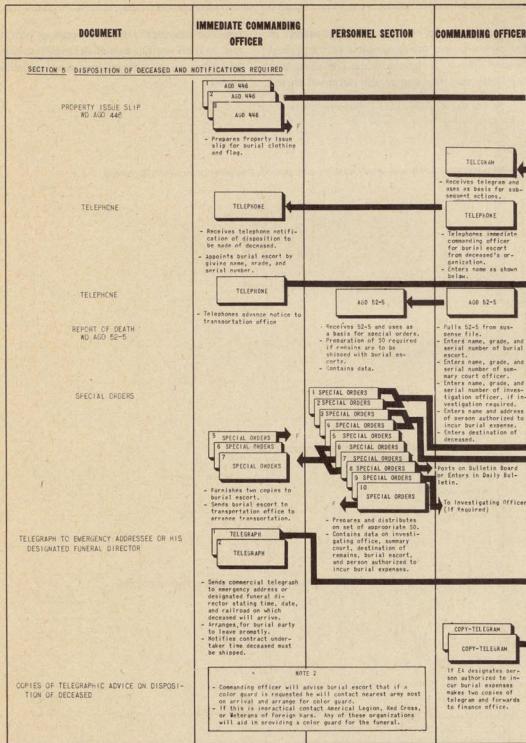 DOCUMENT
IMMEDIATE COMMANDING
OFFICER
PERSONNEL SECTION
COMMANDING OFFICER
SECTION 5 DISPOSITION OF DECEASED AND NOTIFICATIONS REQUIRED
PROPERTY ISSUE SLIP
WD AGO 446
1
AGO 446
2
AGO 446
3
AGO 446
F
- Prepares Property Issue
slip for burial clothing
and flag.
TELEGRAM
- Receives telegram and
uses as basis for sub-
sequent actions.
TELEPHONE
TELEPHONE
- Receives telephone notifi-
cation of disposition to
be made of deceased.
- Appoints burial escort by
giving name, grade, and
serial number.
TELEPHONE
- Telephones immediate
commanding officer
for burial escort
from deceased's or-
ganization.
- Enters name as shown
below.
TELEPHONE
TELEPHONE
- Telephones advance notice to
transportation office
REPORT OF DEATH
WD AGO 52-5
AGO 52-5
- Receives 52-5 and uses as
a basis for special orders.
- Preparation of SO required
if remains are to be
shipped with burial es-
corts.
- Contains data.
AGO 52-5
- Pulls 52-5 from sus-
pense file.
- Enters name, grade, and
serial number of burial
escort.
- Enters name, grade, and
serial number of sum-
mary court officer.
- Enters name, grade, and
serial number of inves-
tigation officer, if in-
vestigation required.
- Enters name and address
of person authorized to
incur burial expense.
- Enters destination of
deceased.
SPECIAL ORDERS
5 SPECIAL ORDERS
6 SPECIAL ORDERS
7
SPECIAL ORDERS
F
- Furnishes two copies to
burial escort.
- Sends burial escort to
transportation office to
arrange transportation.
1 SPECIAL ORDERS
2 SPECIAL ORDERS
3 SPECIAL ORDERS
4 SPECIAL ORDERS
5 SPECIAL ORDERS
6 SPECIAL ORDERS
7 SPECIAL ORDERS
8 SPECIAL ORDERS
9 SPECIAL ORDERS
10
SPECIAL ORDERS
F
- Prepares and distributes
on set of appropriate SO.
- Contains data on investi-
gating office, summary
court, destination of
remains, burial escort,
and person authorized to
incur burial expenses.
Posts on Bulletin Board
or Enters in Daily Bul-
letin.
To Investigating Officer
(If Required)
TELEGRAPH TO EMERGENCY ADDRESSEE OR HIS
DESIGNATED FUNERAL DIRECTOR
1
TELEGRAPH
2
TELEGRAPH
- Sends commercial telegraph
to emergency address or
designated funeral di-
rector stating time, date,
and railroad on which
deceased will arrive.
- Arranges for burial party
to leave promptly.
- Notifies contract under-
taker time deceased must
be shipped.
COPIES OF TELEGRAPHIC ADVICE ON DISPOSI-
TION OF DECEASED
NOTE 2
- Commanding officer will advise burial escort that if a
color guard is requested he will contact nearest army post
on arrival and arrange for color guard.
- If this is impractical contact American Legion, Red Cross,
or Veterans of Foreign Wars. Any of these organizations
will aid in providing a color guard for the funeral.
COPY-TELEGRAM
COPY-TELEGRAM
- If EA designates per-
son authorized to in-
cur burial expenses
makes two copies of
telegram and forwards
to finance office.